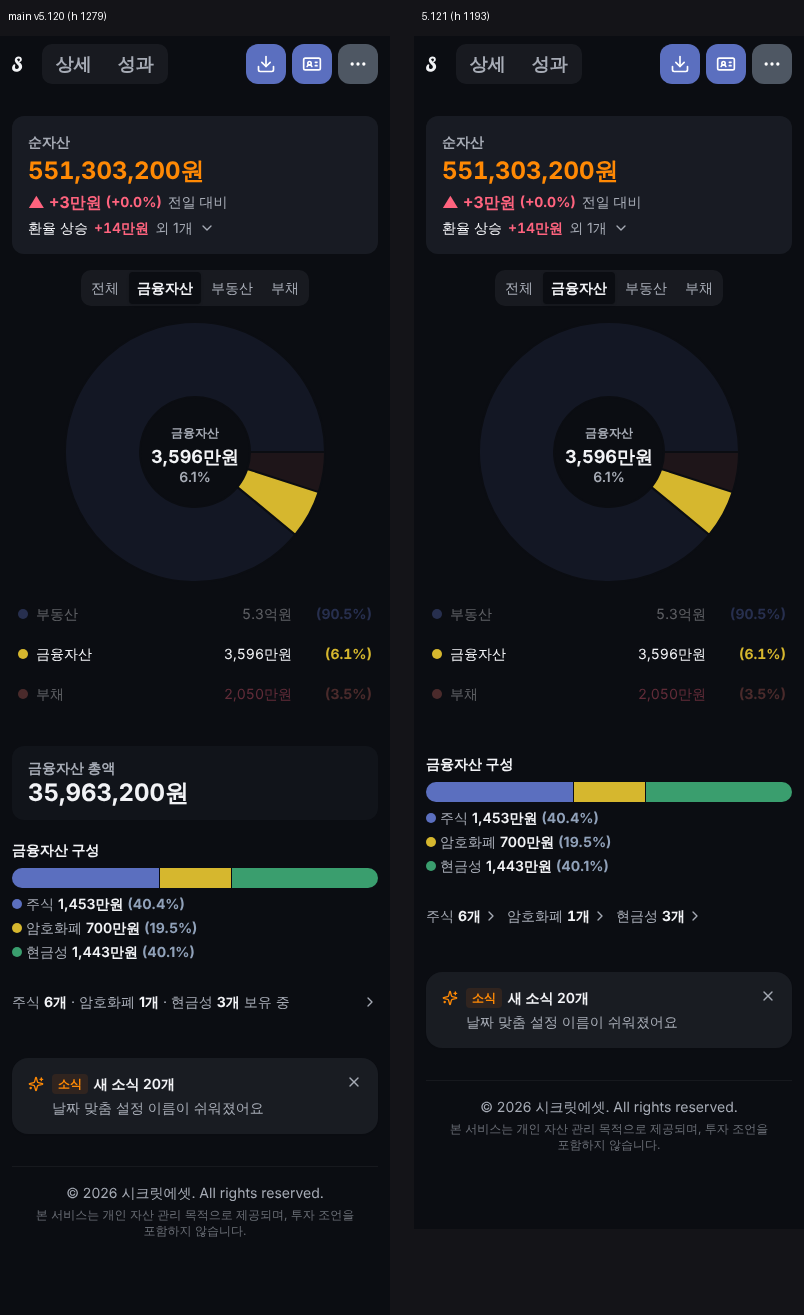 main v5.120 (h 1279)
상세 성과
순자산
551,303,200원
▲ +3만원 (+0.0%) 전일 대비
환율 상승 +14만원 외 1개
전체 금융자산 부동산 부채
금융자산
3,596만원
6.1%
부동산 5.3억원 (90.5%)
금융자산 3,596만원 (6.1%)
부채 2,050만원 (3.5%)
금융자산 총액
35,963,200원
금융자산 구성
주식 1,453만원 (40.4%)
암호화폐 700만원 (19.5%)
현금성 1,443만원 (40.1%)
주식 6개 · 암호화폐 1개 · 현금성 3개 보유 중
소식 새 소식 20개
날짜 맞춤 설정 이름이 쉬워졌어요
© 2026 시크릿에셋. All rights reserved.
본 서비스는 개인 자산 관리 목적으로 제공되며, 투자 조언을
포함하지 않습니다.
5.121 (h 1193)
상세 성과
순자산
551,303,200원
▲ +3만원 (+0.0%) 전일 대비
환율 상승 +14만원 외 1개
전체 금융자산 부동산 부채
금융자산
3,596만원
6.1%
부동산 5.3억원 (90.5%)
금융자산 3,596만원 (6.1%)
부채 2,050만원 (3.5%)
금융자산 구성
주식 1,453만원 (40.4%)
암호화폐 700만원 (19.5%)
현금성 1,443만원 (40.1%)
주식 6개 암호화폐 1개 현금성 3개
소식 새 소식 20개
날짜 맞춤 설정 이름이 쉬워졌어요
© 2026 시크릿에셋. All rights reserved.
본 서비스는 개인 자산 관리 목적으로 제공되며, 투자 조언을
포함하지 않습니다.